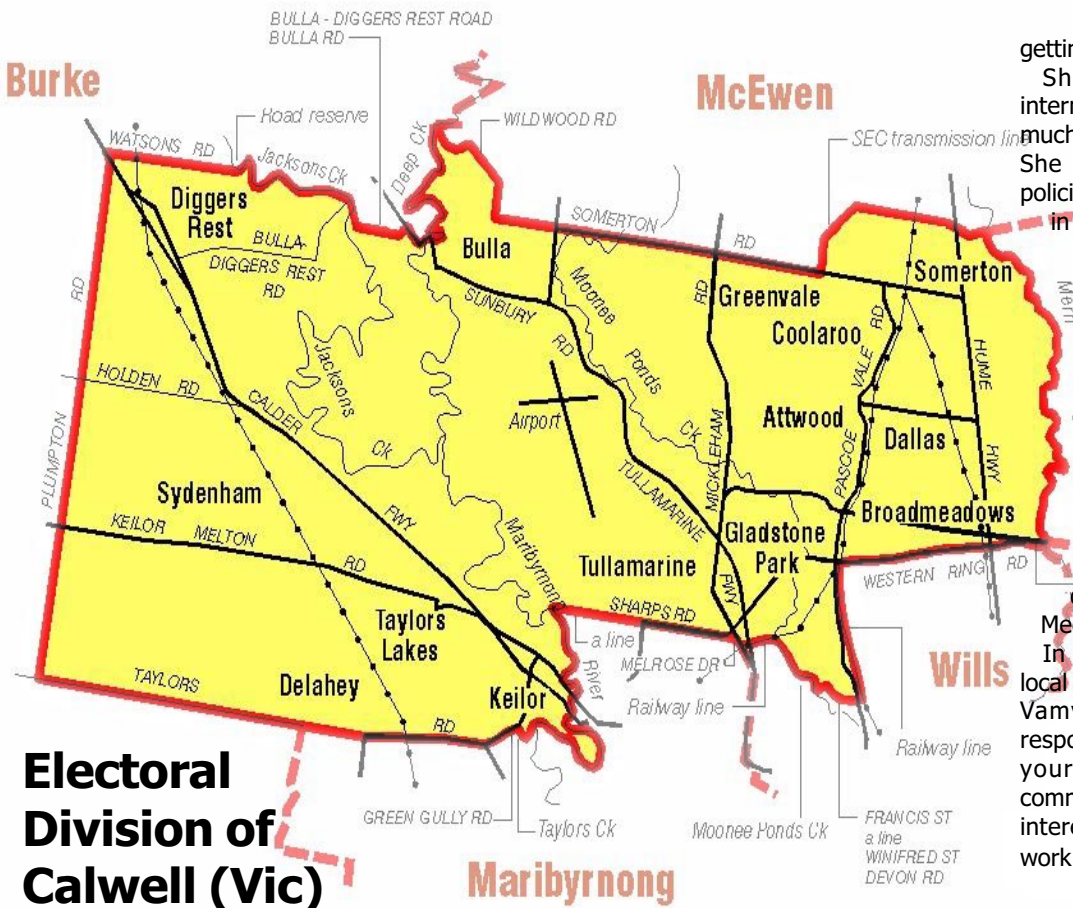 BULLA - DIGGERS REST ROAD
BULLA RD
Burke
McEwen
Road reserve
WILDWOOD RD
SEC transmission line
WATSONS RD
Jacksons Ck
Deep Ck
Diggers
Rest
BULLA-
DIGGERS REST
RD
Bulla
SOMERTON RD
Somerton
SUNBURY RD
Moonee Ponds Ck
Greenvale
Coolaroo
RD
HOLDEN RD
CALDER FWY
Jacksons Ck
Airport
MICKLEHAM RD
Attwood
PASCOE VALE RD
HUME HWY
Dallas
PLUMPTON RD
Sydenham
KEILOR MELTON RD
Maribyrnong River
TULLAMARINE FWY
Tullamarine
Gladstone
Park
Broadmeadows
WESTERN RING RD
Taylors
Lakes
SHARPS RD
a line
MELROSE DR
Railway line
Wills
TAYLORS RD
Delahey
Keilor
Railway line
GREEN GULLY RD
Taylors Ck
Moonee Ponds Ck
FRANCIS ST
a line
WINIFRED ST
DEVON RD
Maribyrnong
Electoral
Division of
Calwell (Vic)
much
She
in
In
local
your
work